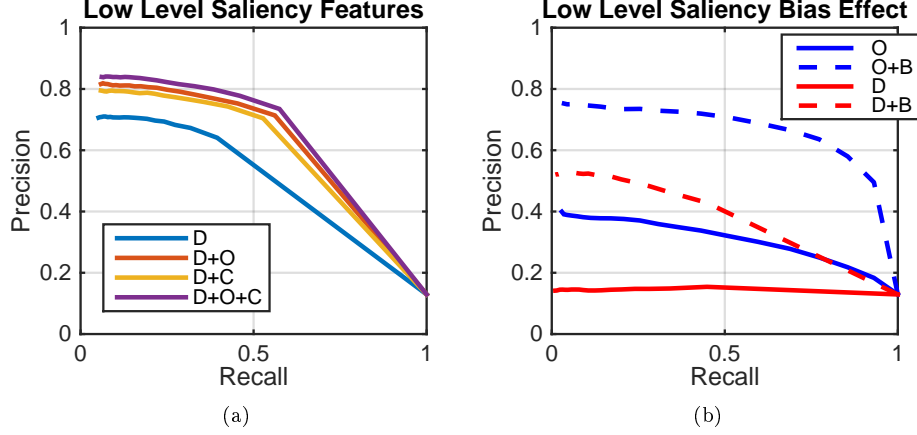 Low Level Saliency Features
1
0.8
0.6
0.4
0.2
0
Precision
D
D+O
D+C
D+O+C
0
0.5
1
Recall
(a)
Low Level Saliency Bias Effect
1
0.8
0.6
0.4
0.2
0
Precision
O
O+B
D
D+B
0
0.5
1
Recall
(b)